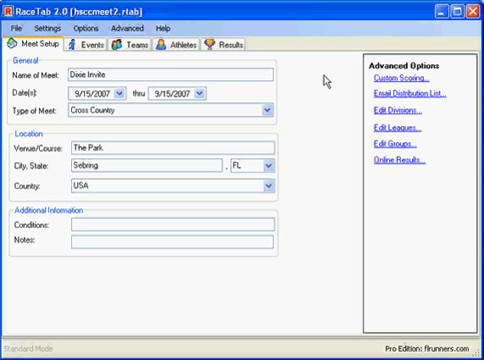 RaceTab 2.0 [hsccmeet2.rtab]
File Settings Options Advanced Help
Meet Setup Events Teams Athletes Results
General
Name of Meet: Dixie Invite
Date(s): 9/15/2007 thru 9/15/2007
Type of Meet: Cross Country
Location
Venue/Course: The Park
City, State: Sebring , FL
Country: USA
Additional Information
Conditions:
Notes:
Advanced Options
Custom Scoring...
Email Distribution List...
Edit Divisions...
Edit Leagues...
Edit Groups...
Online Results...
Standard Mode
Pro Edition: flrunners.com